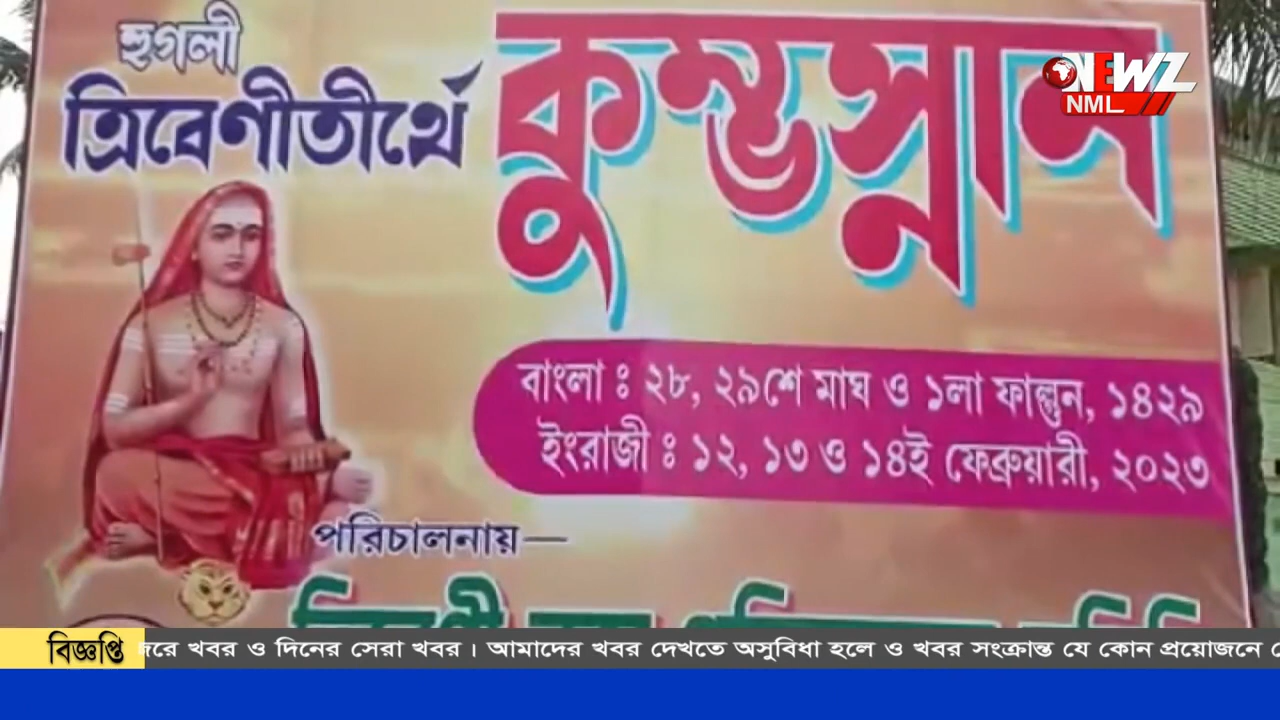 হুগলী
ত্রিবেণীতীর্থে
কুম্ভস্নান
NEWZ
NML
বাংলা : ২৮, ২৯শে মাঘ ও ১লা ফাল্গুন, ১৪২৯
ইংরাজী : ১২, ১৩ ও ১৪ই ফেব্রুয়ারী, ২০২৩
পরিচালনায় —
বিজ্ঞপ্তি
খবর ও দিনের সেরা খবর। আমাদের খবর দেখতে অসুবিধা হলে ও খবর সংক্রান্ত যে কোন প্রয়োজনে